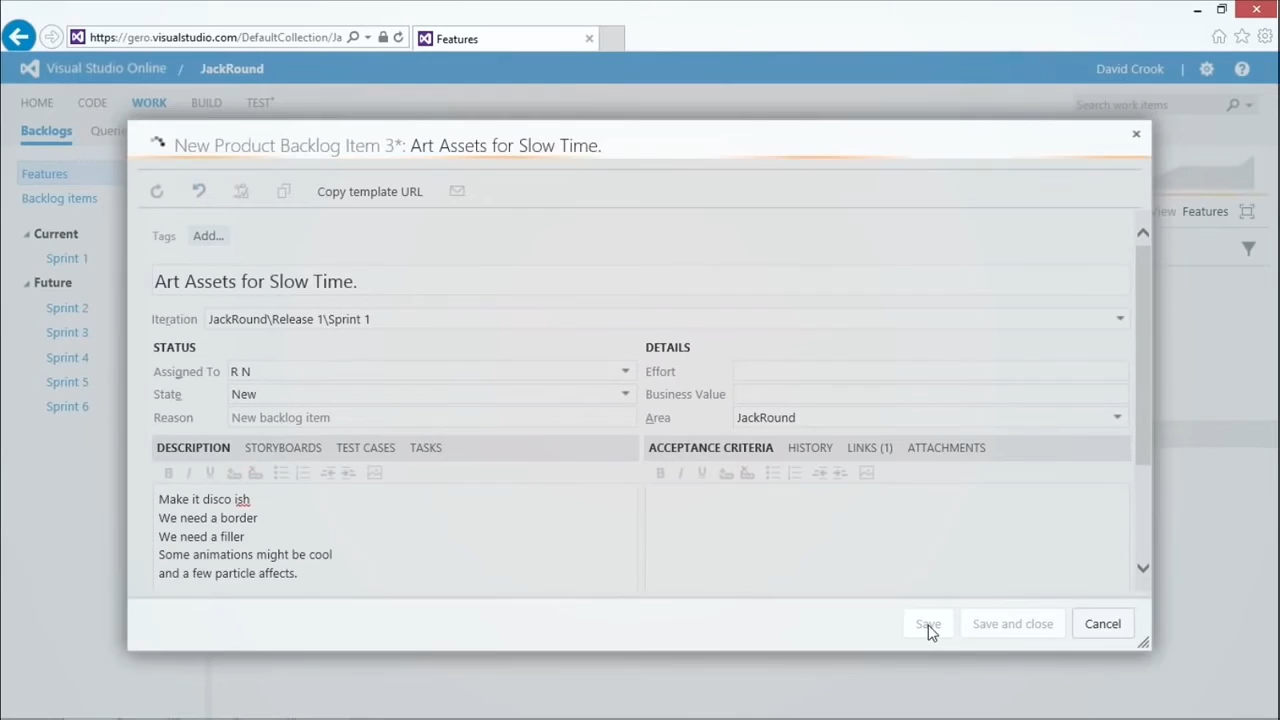 https://gero.visualstudio.com/DefaultCollection/Ja
Features
Visual Studio Online / JackRound
David Crook
HOME CODE WORK BUILD TEST*
Search work items
Backlogs Querie
New Product Backlog Item 3*: Art Assets for Slow Time.
Features
Backlog items
Copy template URL
iew Features
Tags Add...
Current
Sprint 1
Future
Sprint 2
Sprint 3
Sprint 4
Sprint 5
Sprint 6
Art Assets for Slow Time.
Iteration JackRound\Release 1\Sprint 1
STATUS
DETAILS
Assigned To R N
Effort
State New
Business Value
Reason New backlog item
Area JackRound
DESCRIPTION STORYBOARDS TEST CASES TASKS
ACCEPTANCE CRITERIA HISTORY LINKS (1) ATTACHMENTS
Make it disco ish
We need a border
We need a filler
Some animations might be cool
and a few particle affects.
Save Save and close Cancel